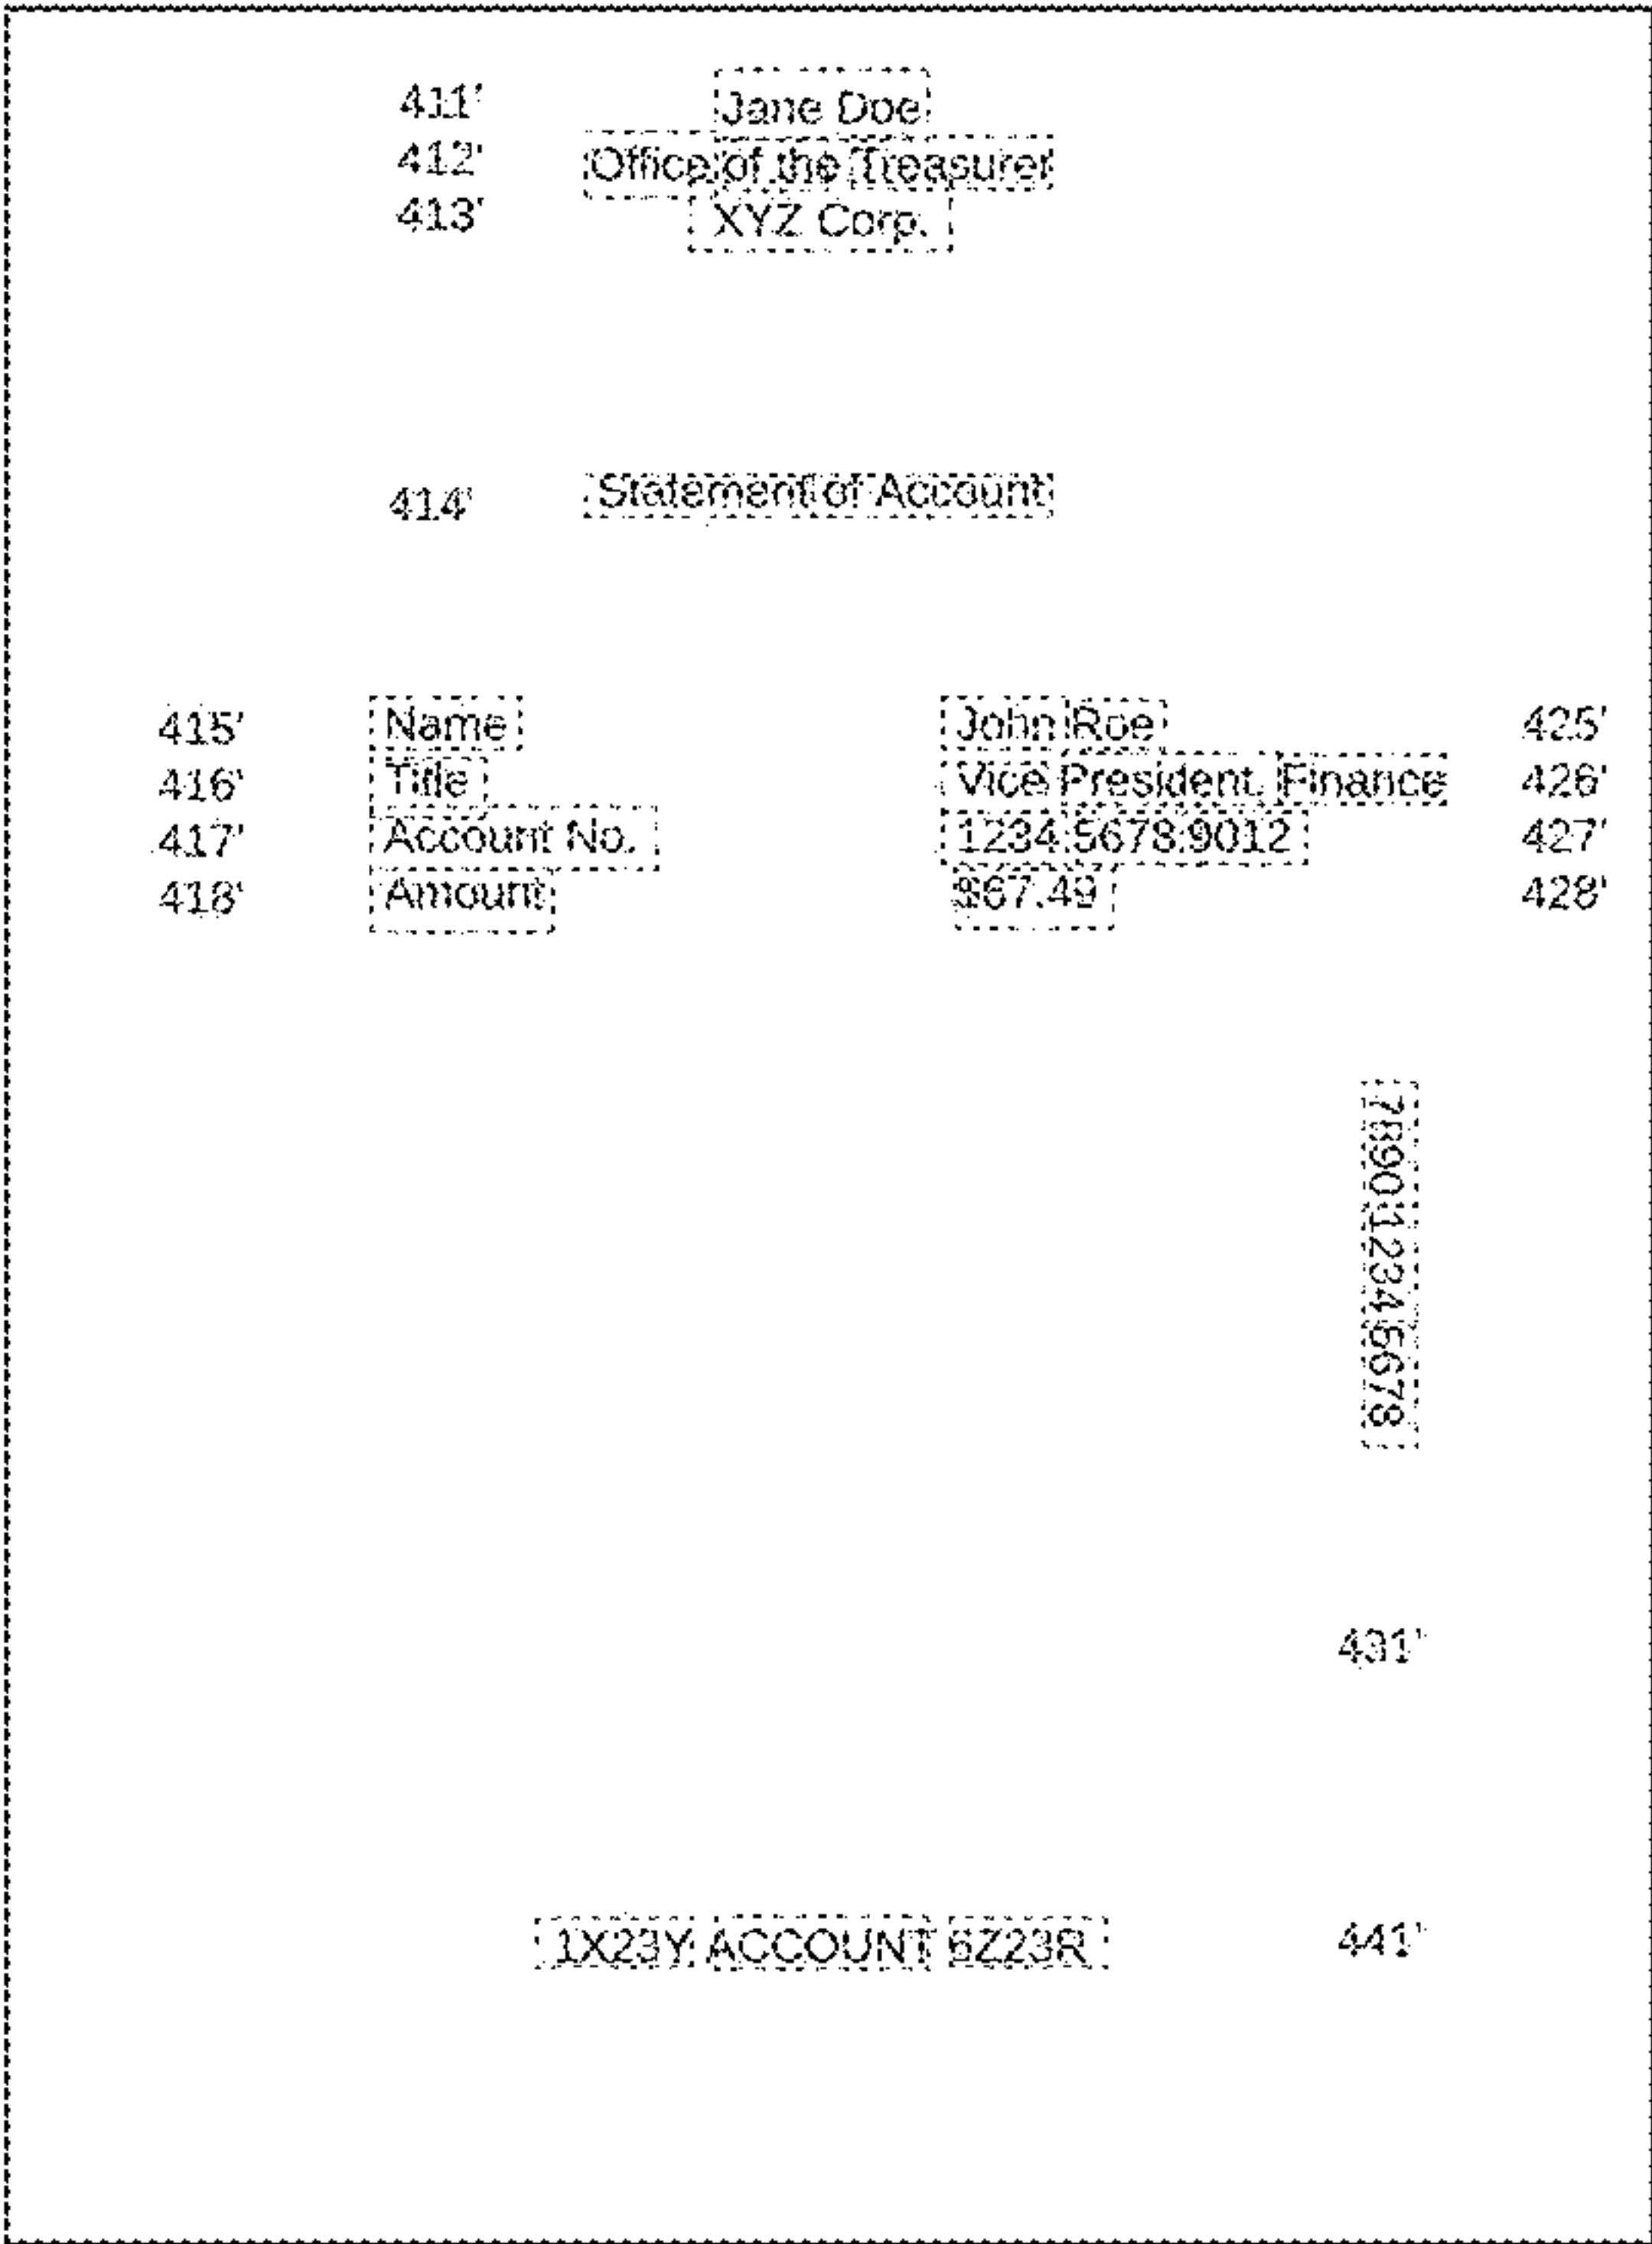 411' Jane Doe
412' Office of the Treasurer
413' XYZ Corp.
414' Statement of Account
415' Name John Roe 425'
416' Title Vice President, Finance 426'
417' Account No. 1234 5678 9012 427'
418' Amount $67.49 428'
7890 1234 5678
431'
1X23Y ACCOUNT 6Z23R 441'